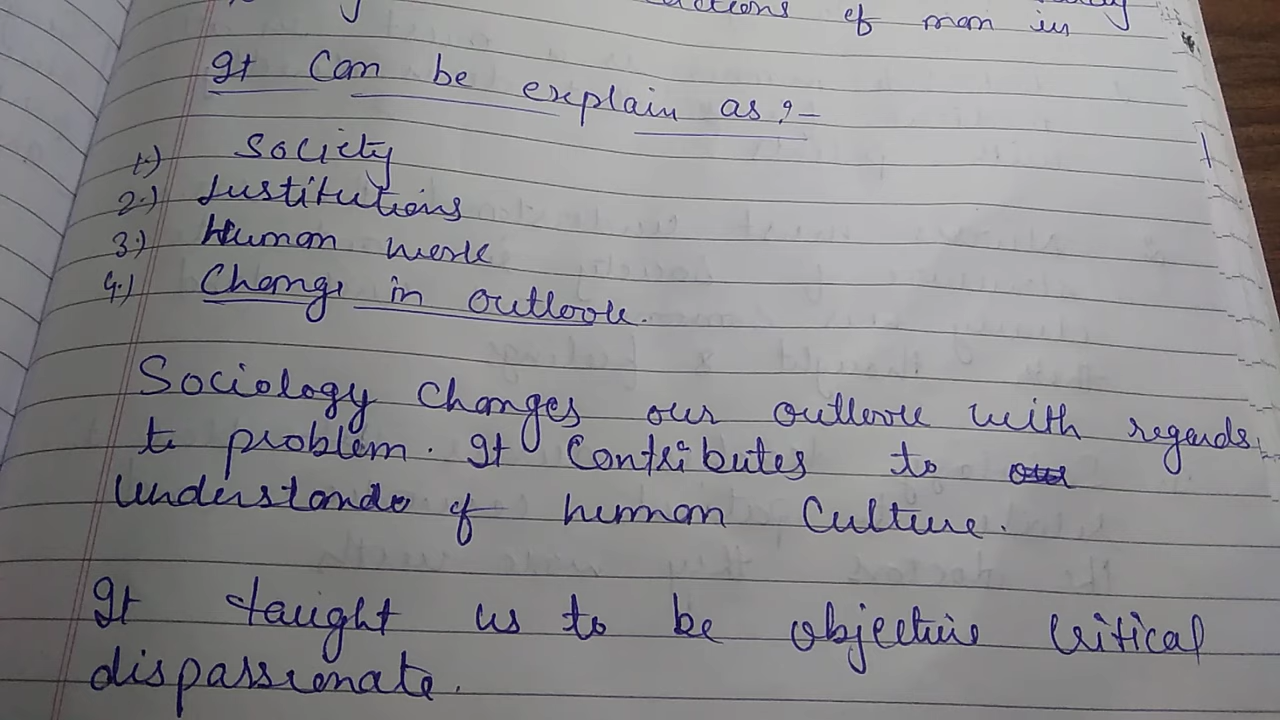 of man in
It Can be explain as :-
1.) Society
2.) Institutions
3.) Human work
4.) Change in outlook.
Sociology Changes our outlook with regards
to problem. It Contributes to
understand of human Culture.
It taught us to be objective critical
dispassionate.